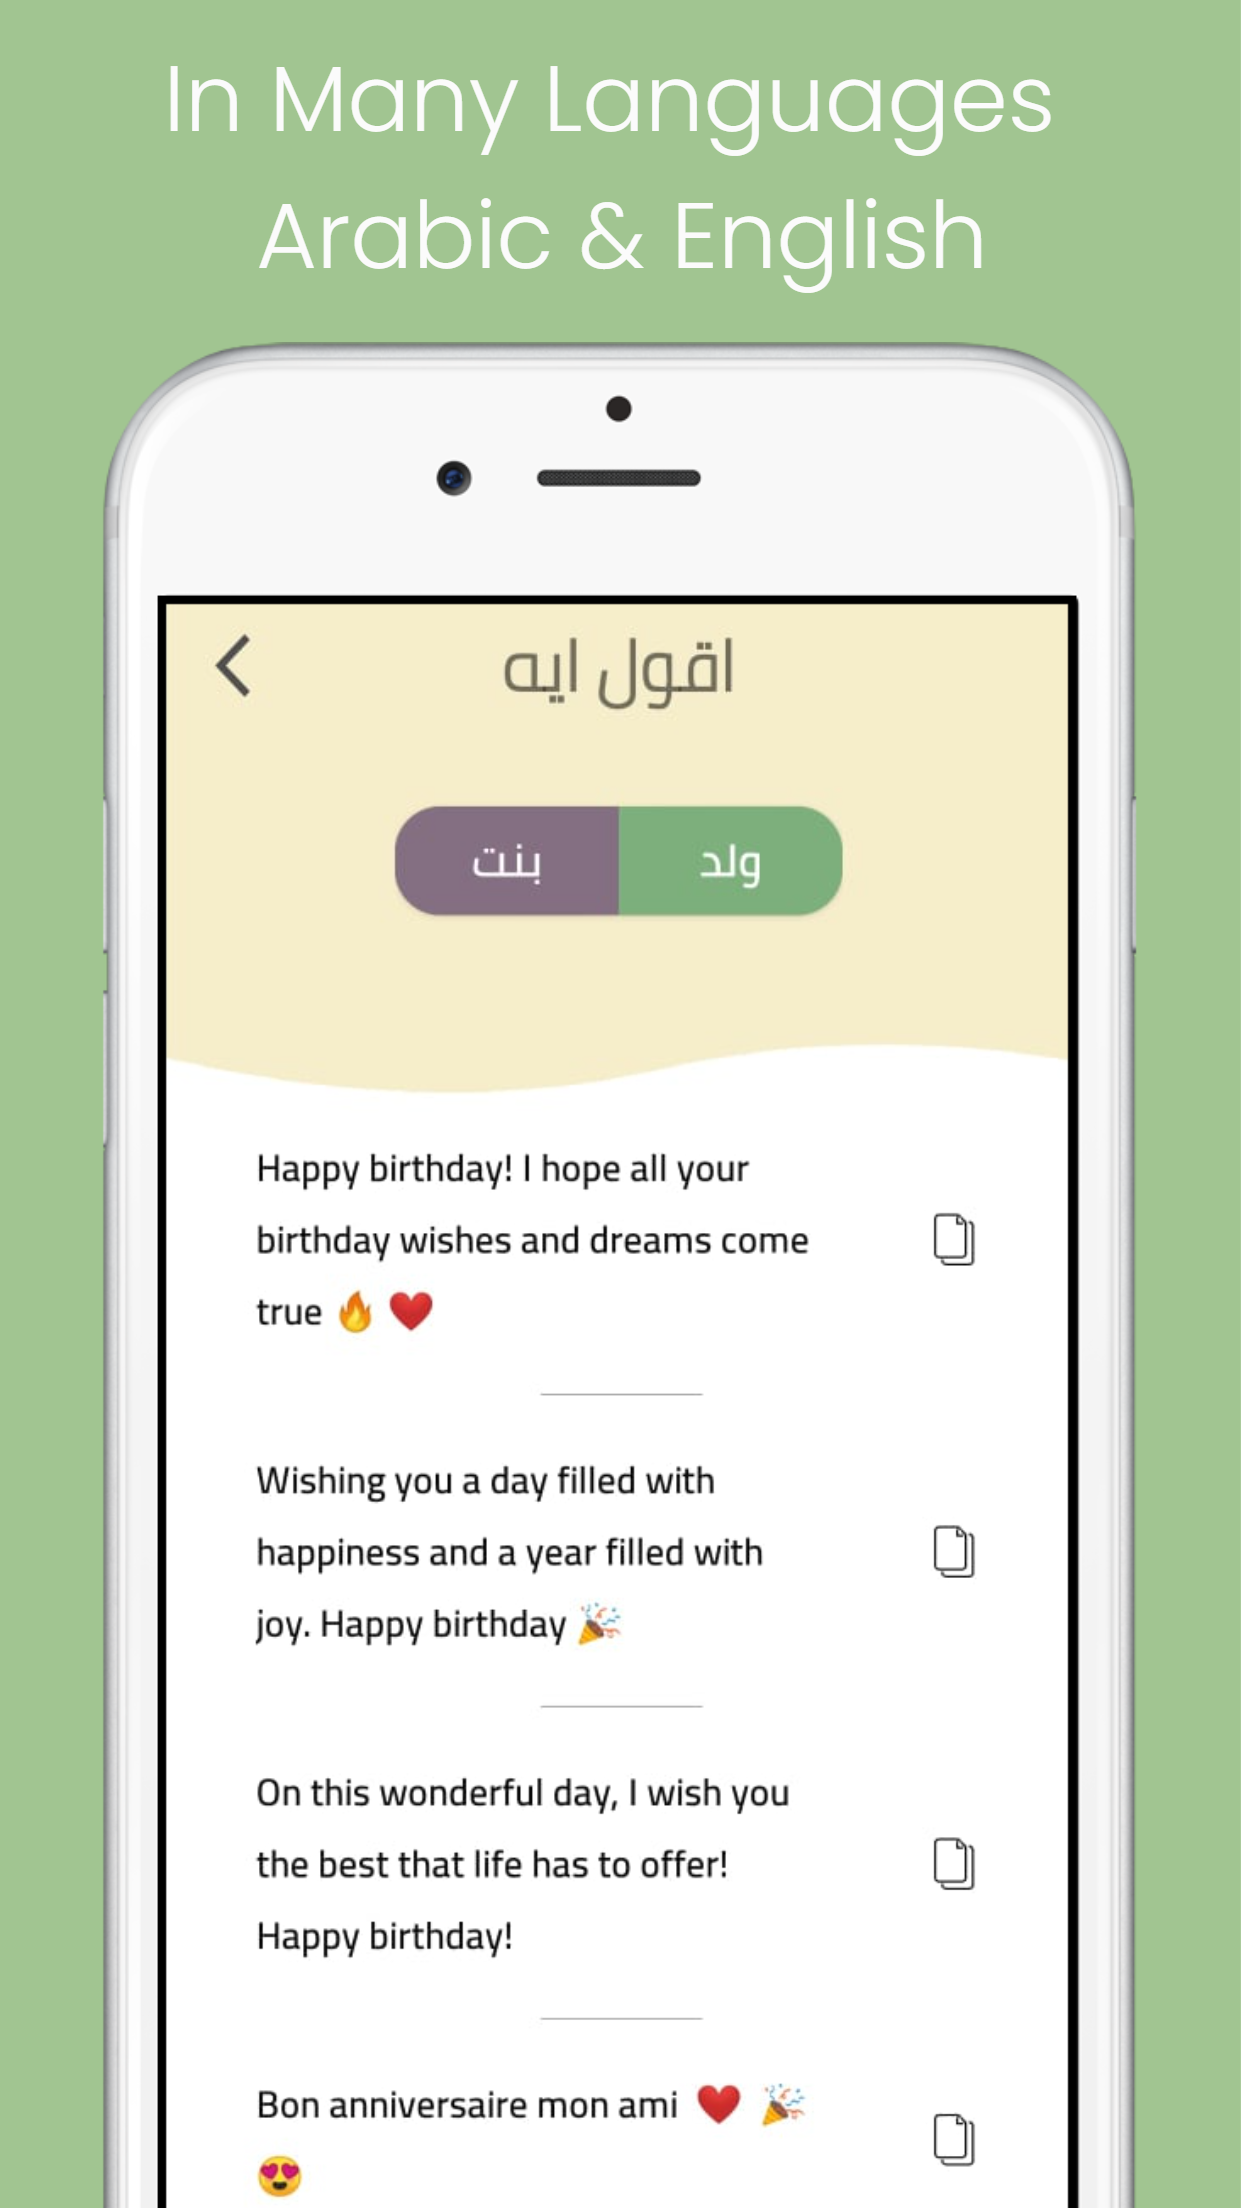 In Many Languages
Arabic & English
اقول ايه
ولد
بنت
Happy birthday! I hope all your
birthday wishes and dreams come
true 🔥 ❤️
Wishing you a day filled with
happiness and a year filled with
joy. Happy birthday 🎉
On this wonderful day, I wish you
the best that life has to offer!
Happy birthday!
Bon anniversaire mon ami ❤️ 🎉
😍